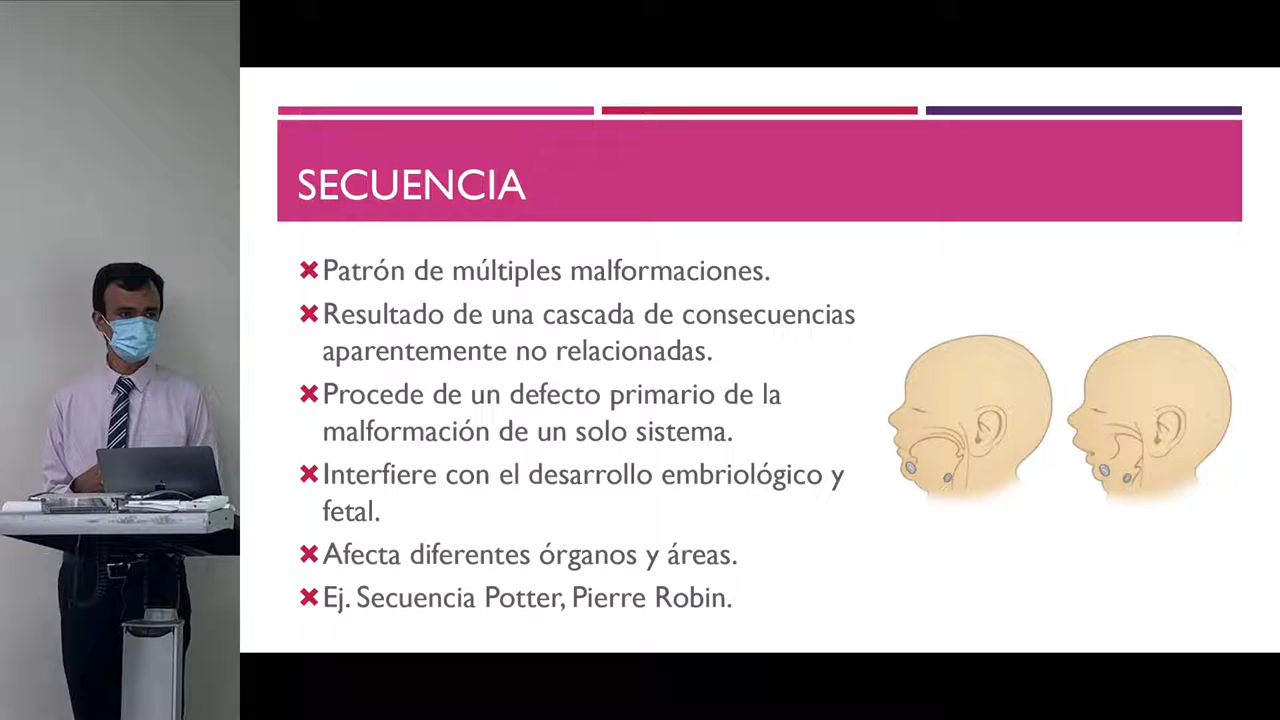 SECUENCIA
✖Patrón de múltiples malformaciones.
✖Resultado de una cascada de consecuencias
aparentemente no relacionadas.
✖Procede de un defecto primario de la
malformación de un solo sistema.
✖Interfiere con el desarrollo embriológico y
fetal.
✖Afecta diferentes órganos y áreas.
✖Ej. Secuencia Potter, Pierre Robin.